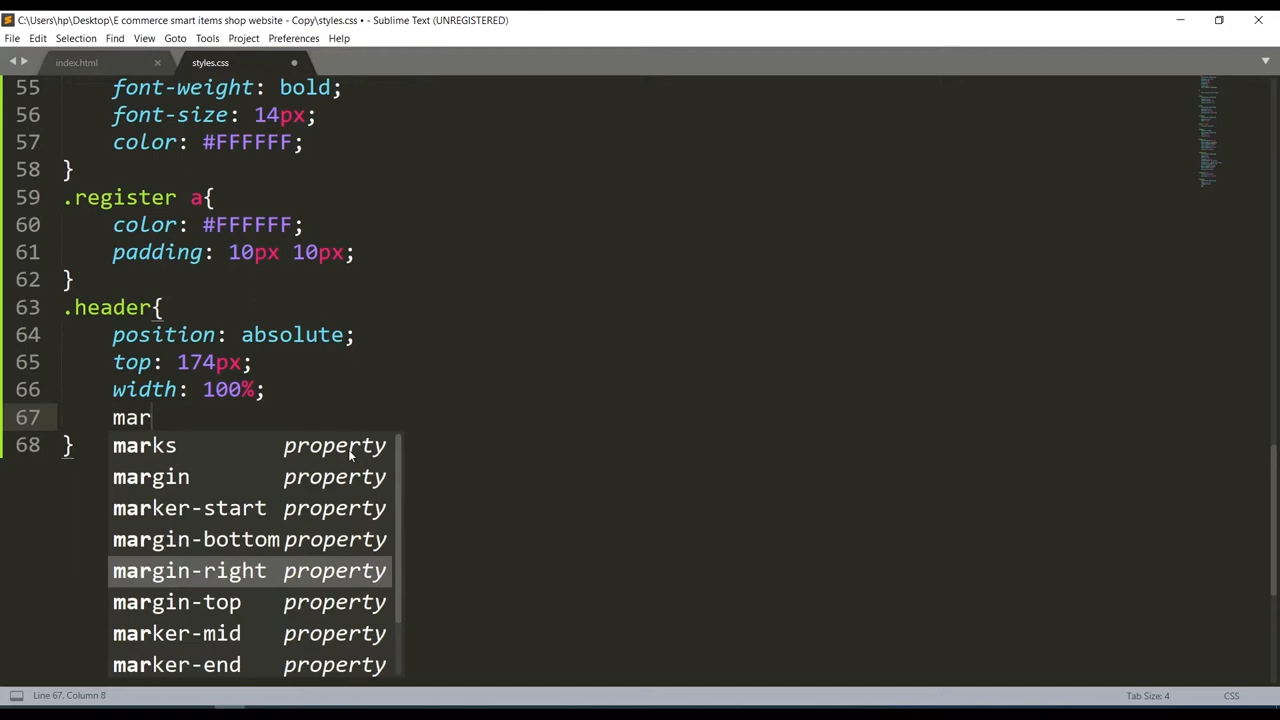 C:\Users\hp\Desktop\E commerce smart items shop website - Copy\styles.css • - Sublime Text (UNREGISTERED)
File Edit Selection Find View Goto Tools Project Preferences Help
index.html styles.css
55 font-weight: bold;
56 font-size: 14px;
57 color: #FFFFFF;
58 }
59 .register a{
60 color: #FFFFFF;
61 padding: 10px 10px;
62 }
63 .header{
64 position: absolute;
65 top: 174px;
66 width: 100%;
67 mar
68 }
marks property
margin property
marker-start property
margin-bottom property
margin-right property
margin-top property
marker-mid property
marker-end property
Line 67, Column 8 Tab Size: 4 CSS